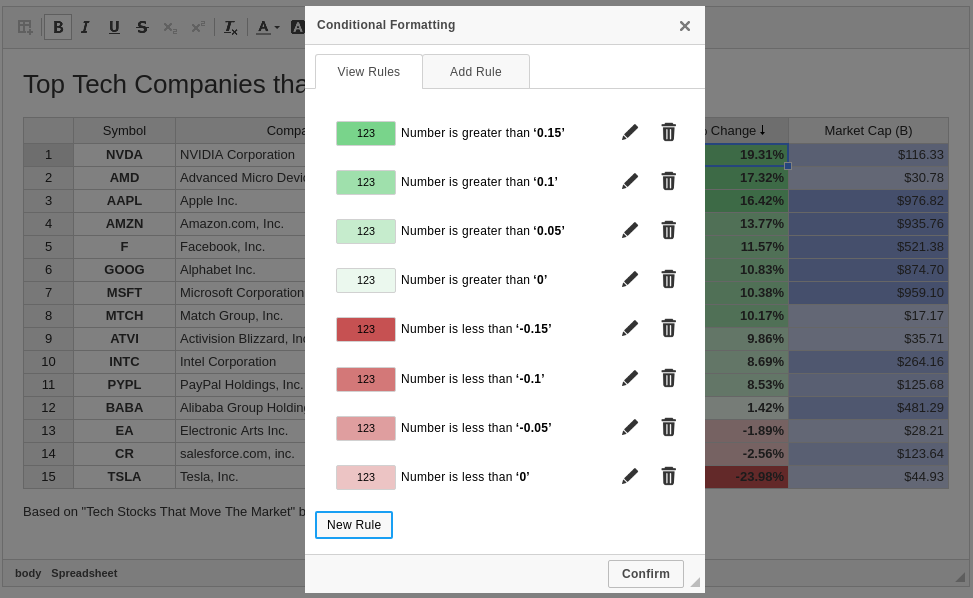 Conditional Formatting
B I U S
View Rules Add Rule
Top Tech Companies
Symbol Change Market Cap (B)
123 Number is greater than ‘0.15’
123 Number is greater than ‘0.1’
123 Number is greater than ‘0.05’
123 Number is greater than ‘0’
123 Number is less than ‘-0.15’
123 Number is less than ‘-0.1’
123 Number is less than ‘-0.05’
123 Number is less than ‘0’
1 NVDA NVIDIA Corporation 19.31% $116.33
2 AMD Advanced Micro 17.32% $30.78
3 AAPL Apple Inc. 16.42% $976.82
4 AMZN Amazon.com, Inc. 13.77% $935.76
5 F Facebook, Inc. 11.57% $521.38
6 GOOG Alphabet Inc. 10.83% $874.70
7 MSFT Microsoft Corporation 10.38% $959.10
8 MTCH Match Group, Inc. 10.17% $17.17
9 ATVI Activision Blizzard, 9.86% $35.71
10 INTC Intel Corporation 8.69% $264.16
11 PYPL PayPal Holdings, Inc. 8.53% $125.68
12 BABA Alibaba Group 1.42% $481.29
13 EA Electronic Arts Inc. -1.89% $28.21
14 CR salesforce.com, inc. -2.56% $123.64
15 TSLA Tesla, Inc. -23.98% $44.93
Based on "Tech Stocks That Move The Market"
New Rule
Confirm
body Spreadsheet